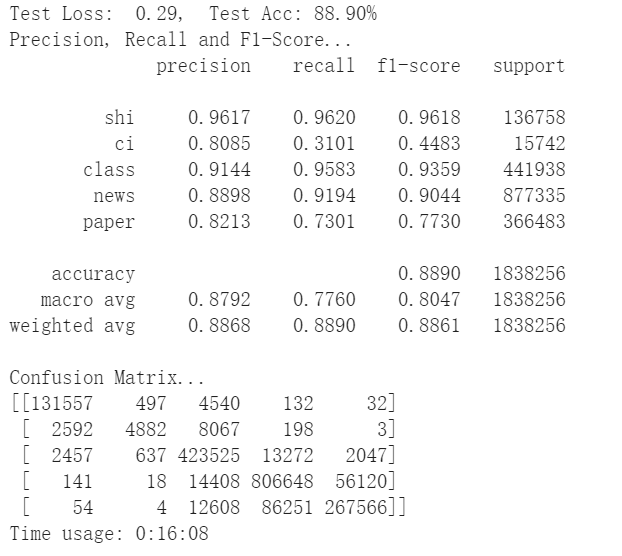 Test Loss:  0.29,  Test Acc: 88.90%
Precision, Recall and F1-Score...
              precision    recall  f1-score   support

         shi     0.9617    0.9620    0.9618    136758
          ci     0.8085    0.3101    0.4483     15742
       class     0.9144    0.9583    0.9359    441938
        news     0.8898    0.9194    0.9044    877335
       paper     0.8213    0.7301    0.7730    366483

    accuracy                         0.8890   1838256
   macro avg     0.8792    0.7760    0.8047   1838256
weighted avg     0.8868    0.8890    0.8861   1838256

Confusion Matrix...
[[131557    497   4540    132     32]
 [  2592   4882   8067    198      3]
 [  2457    637 423525  13272   2047]
 [   141     18  14408 806648  56120]
 [    54      4  12608  86251 267566]]
Time usage: 0:16:08